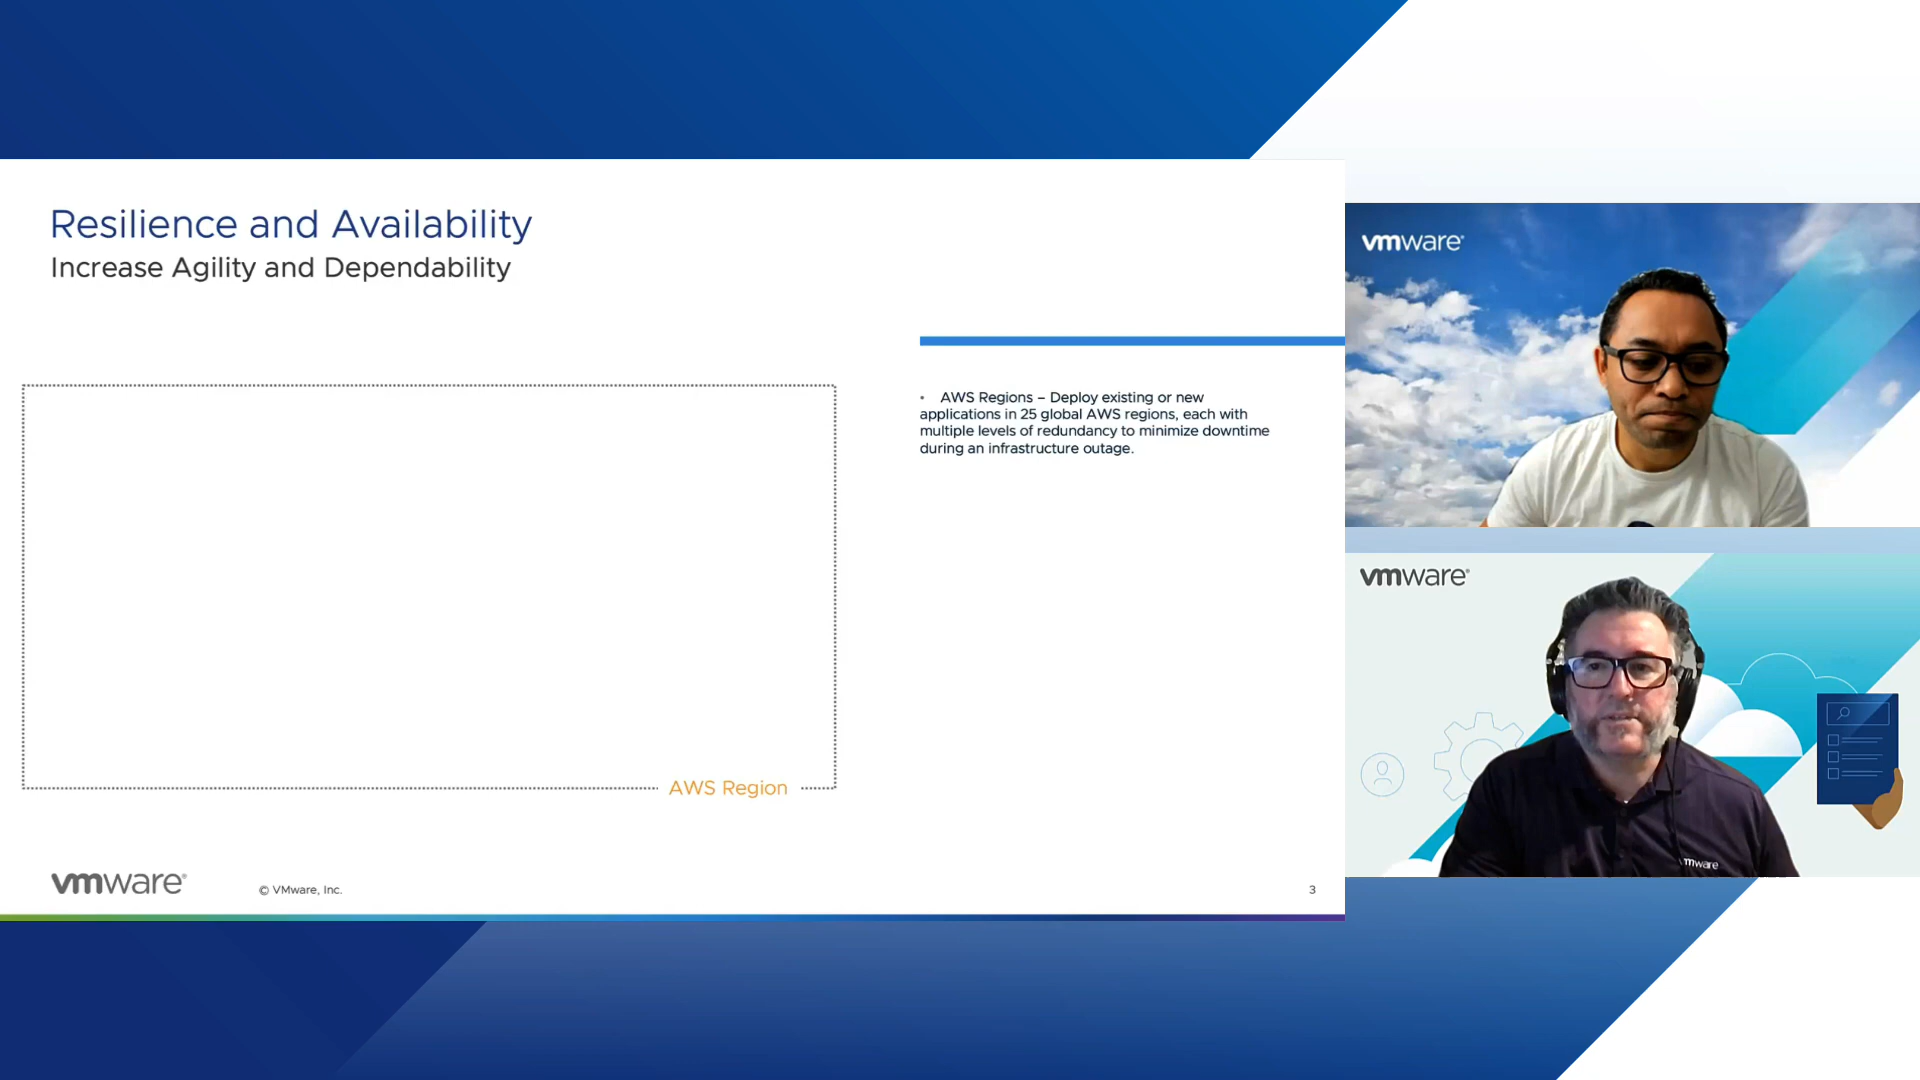 Resilience and Availability
Increase Agility and Dependability
• AWS Regions – Deploy existing or new
applications in 25 global AWS regions, each with
multiple levels of redundancy to minimize downtime
during an infrastructure outage.
AWS Region
vmware®
© VMware, Inc.
3
vmware®
vmware®
vmware